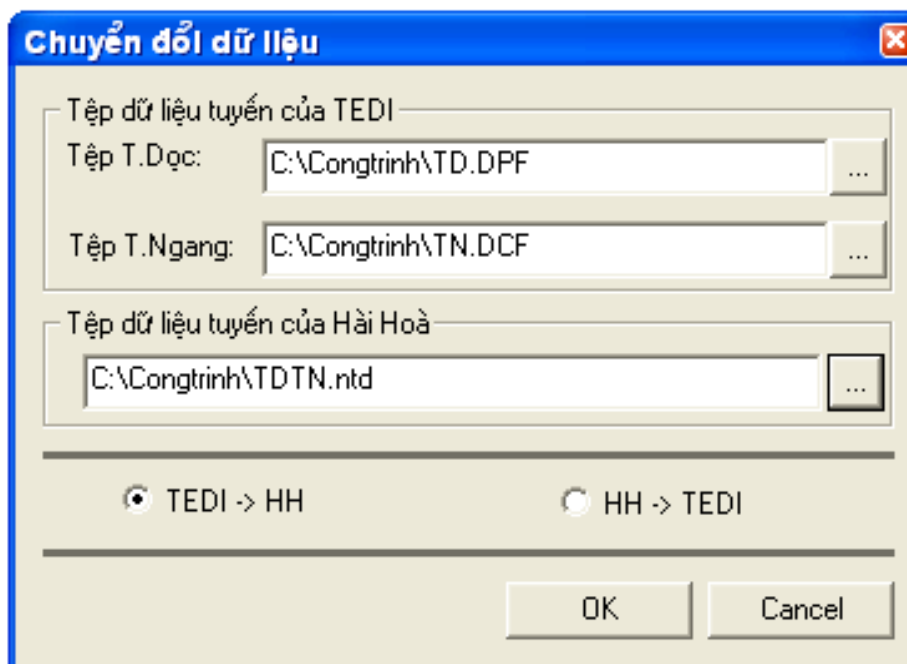 Chuyển đổi dữ liệu
Tệp dữ liệu tuyến của TEDI
Tệp T.Dọc: C:\Congtrinh\TD.DPF ...
Tệp T.Ngang: C:\Congtrinh\TN.DCF ...
Tệp dữ liệu tuyến của Hài Hoà
C:\Congtrinh\TDTN.ntd ...
TEDI -> HH HH -> TEDI
OK Cancel